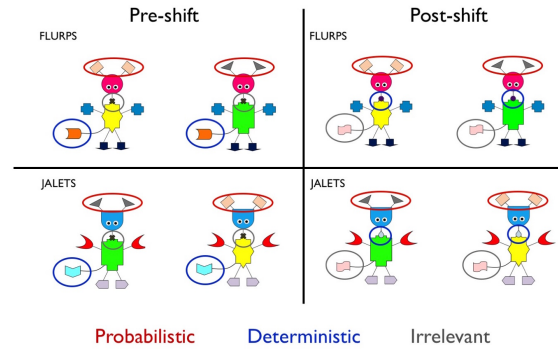 Pre-shift
Post-shift
FLURPS
FLURPS
JALETS
JALETS
Probabilistic
Deterministic
Irrelevant